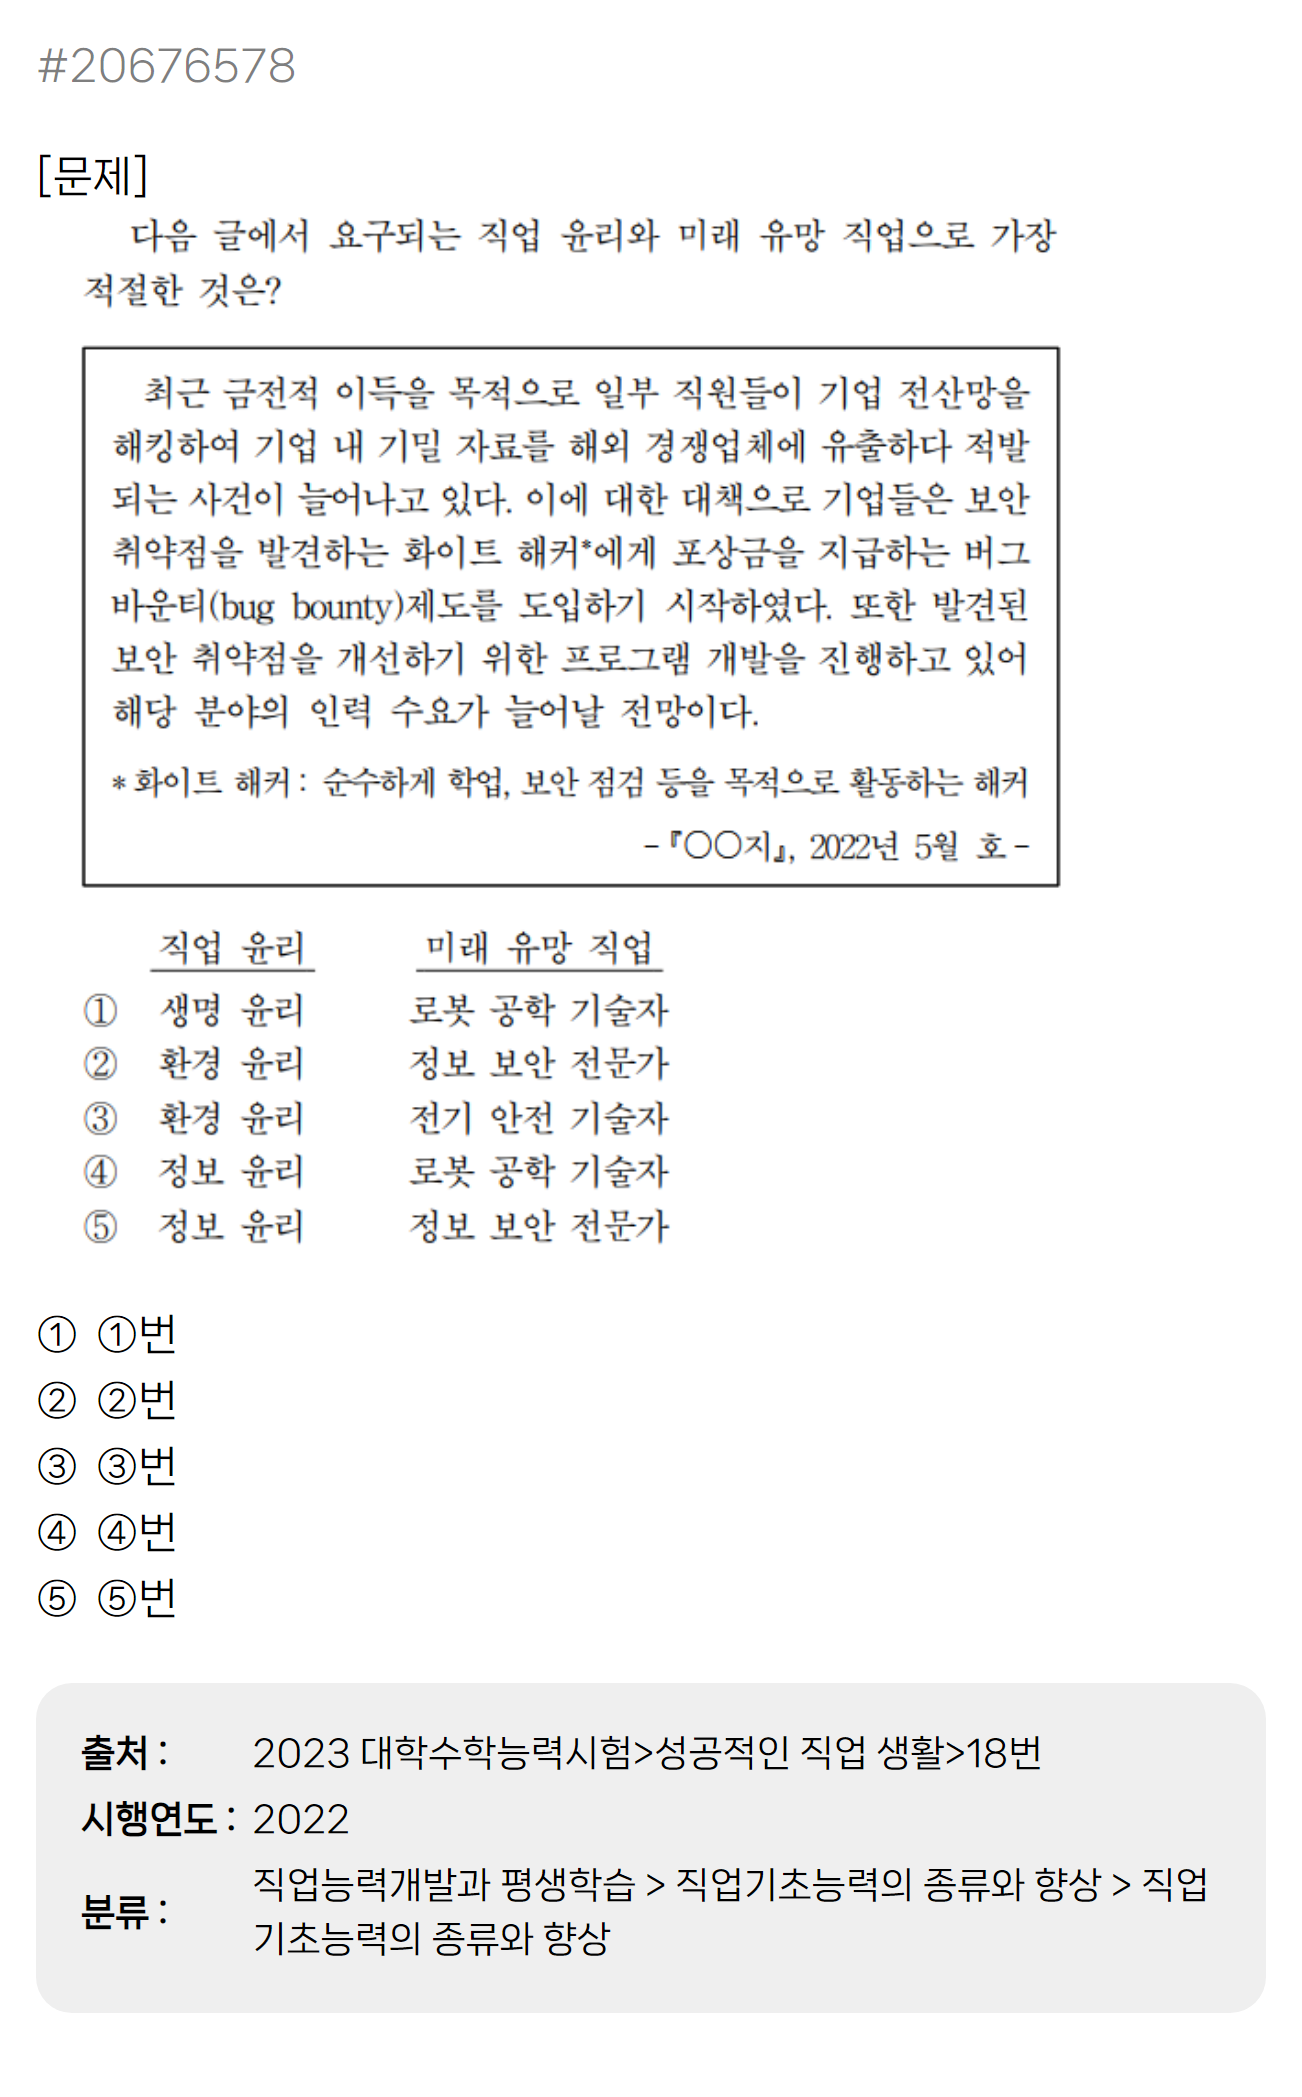 #20676578
[문제]
다음 글에서 요구되는 직업 윤리와 미래 유망 직업으로 가장
적절한 것은?
최근 금전적 이득을 목적으로 일부 직원들이 기업 전산망을
해킹하여 기업 내 기밀 자료를 해외 경쟁업체에 유출하다 적발
되는 사건이 늘어나고 있다. 이에 대한 대책으로 기업들은 보안
취약점을 발견하는 화이트 해커*에게 포상금을 지급하는 버그
바운티(bug bounty)제도를 도입하기 시작하였다. 또한 발견된
보안 취약점을 개선하기 위한 프로그램 개발을 진행하고 있어
해당 분야의 인력 수요가 늘어날 전망이다.
* 화이트 해커 : 순수하게 학업, 보안 점검 등을 목적으로 활동하는 해커
-『○○지』, 2022년 5월 호-
직업 윤리 미래 유망 직업
① 생명 윤리 로봇 공학 기술자
② 환경 윤리 정보 보안 전문가
③ 환경 윤리 전기 안전 기술자
④ 정보 윤리 로봇 공학 기술자
⑤ 정보 윤리 정보 보안 전문가
① ①번
② ②번
③ ③번
④ ④번
⑤ ⑤번
출처 : 2023 대학수학능력시험>성공적인 직업 생활>18번
시행연도 : 2022
분류 : 직업능력개발과 평생학습 > 직업기초능력의 종류와 향상 > 직업
기초능력의 종류와 향상